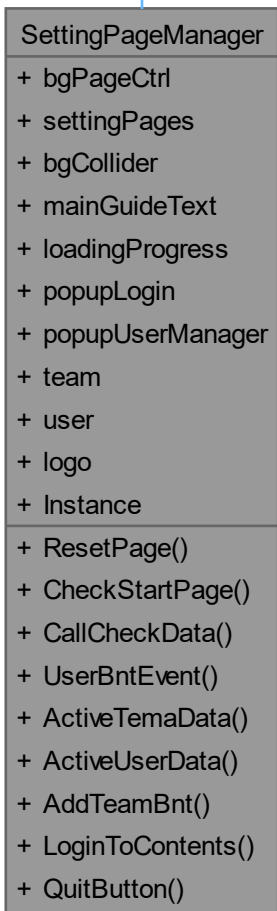 SettingPageManager
+ bgPageCtrl
+ settingPages
+ bgCollider
+ mainGuideText
+ loadingProgress
+ popupLogin
+ popupUserManager
+ team
+ user
+ logo
+ Instance
+ ResetPage()
+ CheckStartPage()
+ CallCheckData()
+ UserBntEvent()
+ ActiveTemaData()
+ ActiveUserData()
+ AddTeamBnt()
+ LoginToContents()
+ QuitButton()